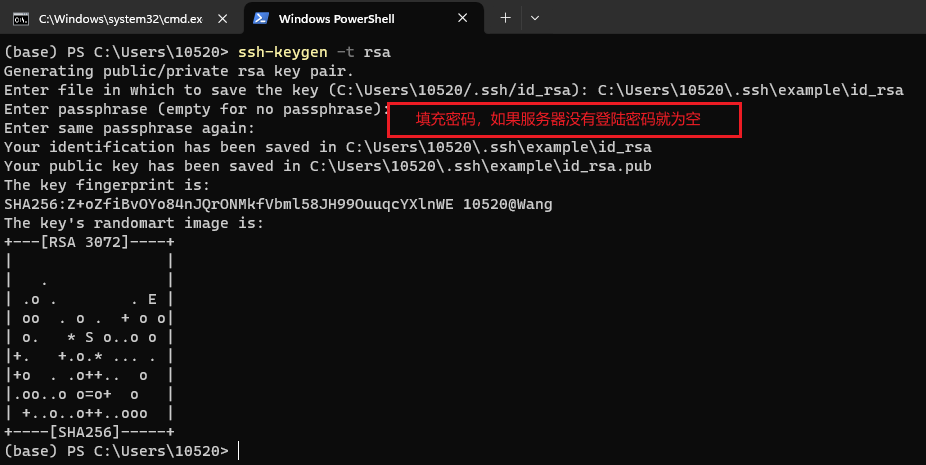 C:\Windows\system32\cmd.ex
Windows PowerShell
(base) PS C:\Users\10520> ssh-keygen -t rsa
Generating public/private rsa key pair.
Enter file in which to save the key (C:\Users\10520/.ssh/id_rsa): C:\Users\10520\.ssh\example\id_rsa
Enter passphrase (empty for no passphrase):
填充密码，如果服务器没有登陆密码就为空
Enter same passphrase again:
Your identification has been saved in C:\Users\10520\.ssh\example\id_rsa
Your public key has been saved in C:\Users\10520\.ssh\example\id_rsa.pub
The key fingerprint is:
SHA256:Z+oZfiBvOYo84nJQrONMkfVbml58JH99OuuqcYXlnWE 10520@Wang
The key's randomart image is:
+---[RSA 3072]----+
|                 |
|   .             |
| .o .        . E |
| oo  . o .  + o o|
| o.   * S o..o o |
|+.   +.o.* ... . |
|+o  . .o++..  o  |
|.oo..o o=o+  o   |
| +..o..o++..ooo  |
+----[SHA256]-----+
(base) PS C:\Users\10520>